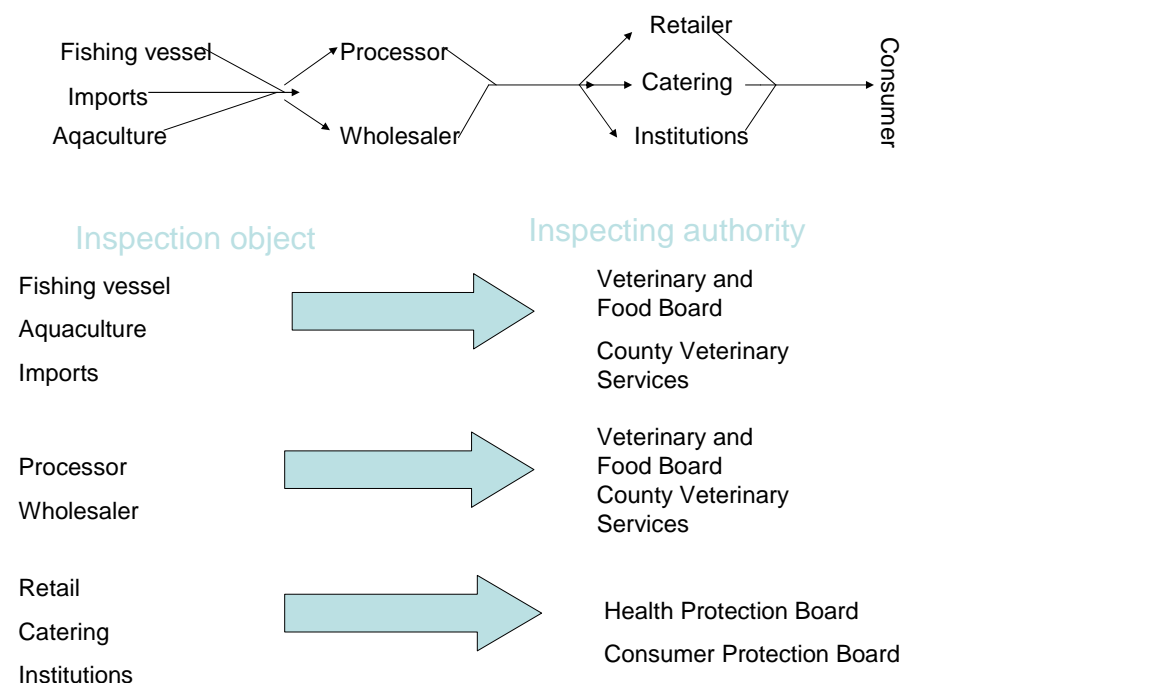 Retailer
Fishing vessel
Processor
Imports
Catering
Aqaculture
Wholesaler
Institutions
Consumer
Inspection object
Inspecting authority
Fishing vessel
Aquaculture
Imports
Veterinary and
Food Board
County Veterinary
Services
Processor
Wholesaler
Veterinary and
Food Board
County Veterinary
Services
Retail
Catering
Institutions
Health Protection Board
Consumer Protection Board